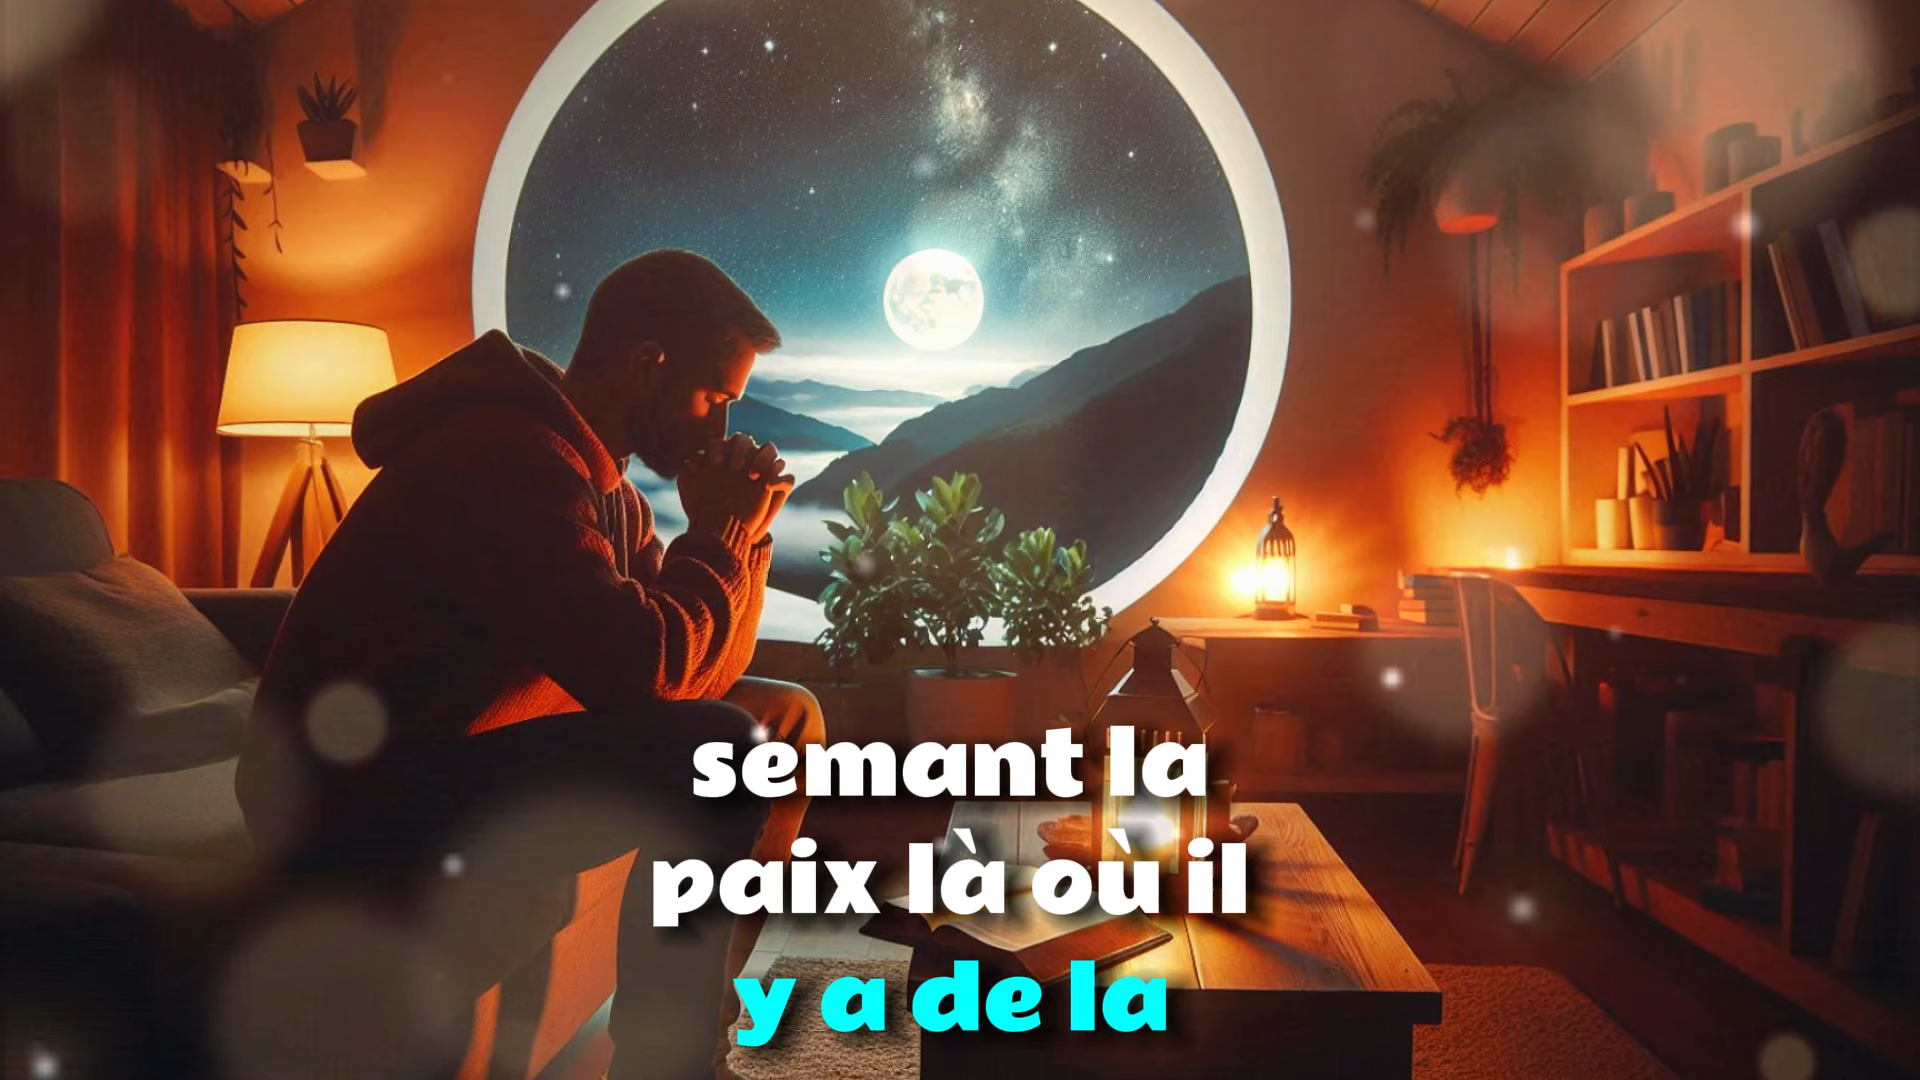 semant la
paix là où il
y a de la